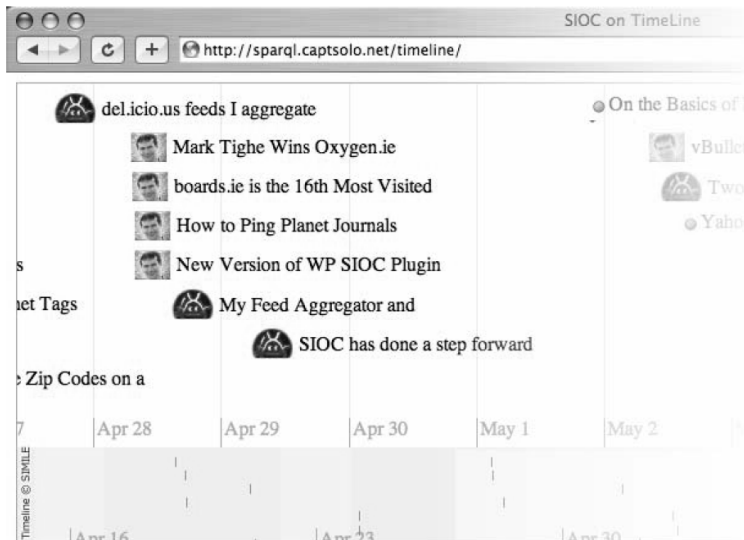 SIOC on TimeLine
http://sparql.captsolo.net/timeline/
del.icio.us feeds I aggregate
On the Basics of
Mark Tighe Wins Oxygen.ie
vBulle
boards.ie is the 16th Most Visited
Two
How to Ping Planet Journals
Yaho
s
New Version of WP SIOC Plugin
net Tags
My Feed Aggregator and
SIOC has done a step forward
e Zip Codes on a
7
Apr 28
Apr 29
Apr 30
May 1
May 2
Timeline © SIMILE
Apr 16
Apr 23
Apr 30